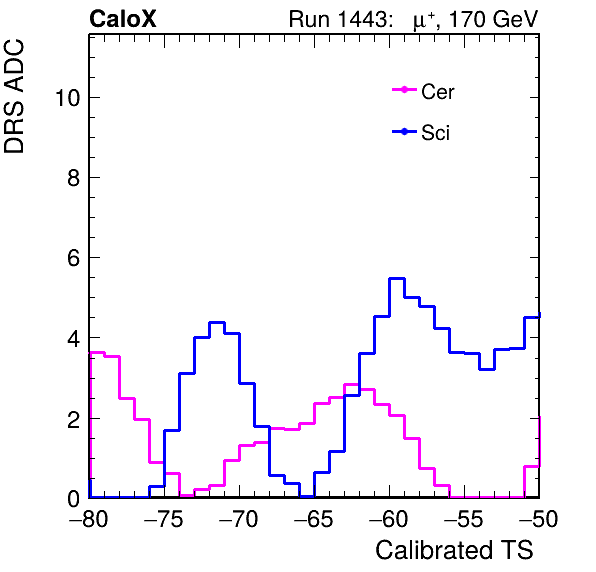 CaloX Run 1443: μ⁺, 170 GeV
DRS ADC
Cer
Sci
10
8
6
4
2
0
−80 −75 −70 −65 −60 −55 −50
Calibrated TS